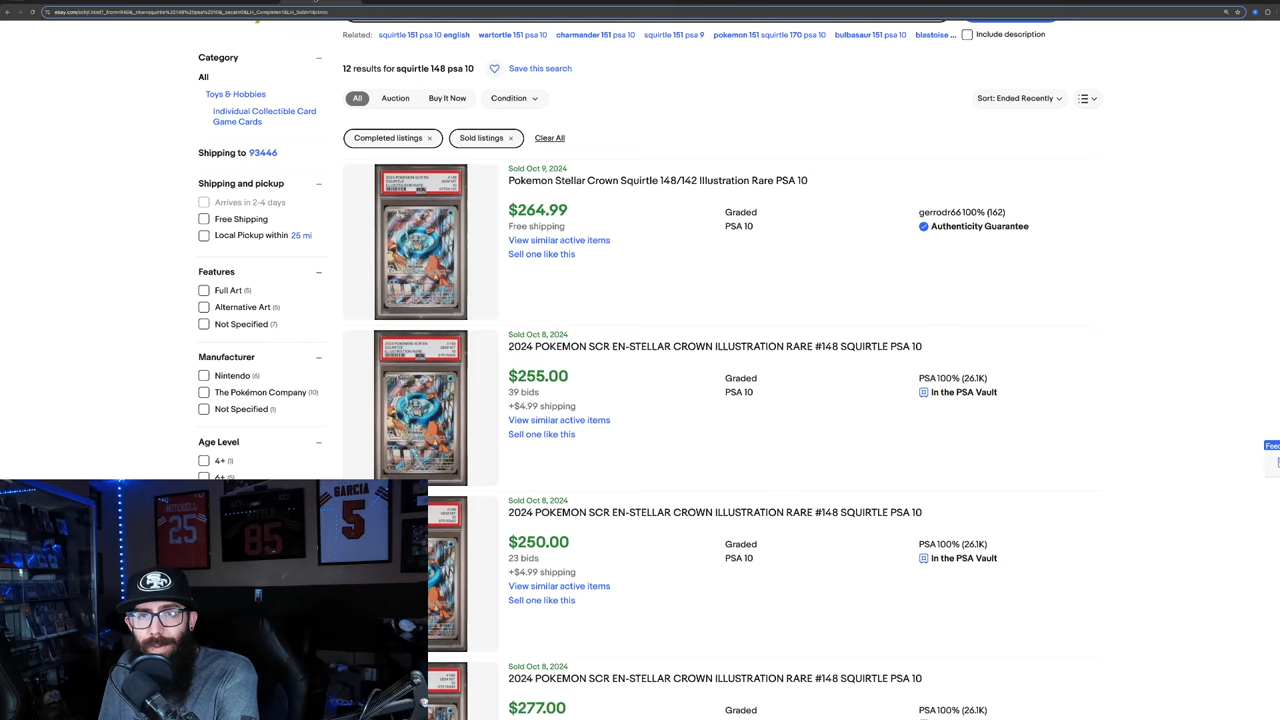 Related: squirtle 151 psa 10 english wartortle 151 psa 10 charmander 151 psa 10 squirtle 151 psa 9 pokemon 151 squirtle 170 psa 10 bulbasaur 151 psa 10 blastoise ... Include description
Category
12 results for squirtle 148 psa 10 Save this search
All
Toys & Hobbies
Individual Collectible Card
Game Cards
All Auction Buy It Now Condition Sort: Ended Recently
Completed listings × Sold listings × Clear All
Shipping to 93446
Shipping and pickup
Arrives in 2-4 days
Free Shipping
Local Pickup within 25 mi
Features
Full Art (5)
Alternative Art (5)
Not Specified (7)
Manufacturer
Nintendo (6)
The Pokémon Company (10)
Not Specified (1)
Age Level
4+ (1)
6+ (5)
Sold Oct 9, 2024
Pokemon Stellar Crown Squirtle 148/142 Illustration Rare PSA 10
$264.99 Graded gerrodr66 100% (162)
Free shipping PSA 10 Authenticity Guarantee
View similar active items
Sell one like this
Sold Oct 8, 2024
2024 POKEMON SCR EN-STELLAR CROWN ILLUSTRATION RARE #148 SQUIRTLE PSA 10
$255.00 Graded PSA 100% (26.1K)
39 bids PSA 10 In the PSA Vault
+$4.99 shipping
View similar active items
Sell one like this
Sold Oct 8, 2024
2024 POKEMON SCR EN-STELLAR CROWN ILLUSTRATION RARE #148 SQUIRTLE PSA 10
$250.00 Graded PSA 100% (26.1K)
23 bids PSA 10 In the PSA Vault
+$4.99 shipping
View similar active items
Sell one like this
Sold Oct 8, 2024
2024 POKEMON SCR EN-STELLAR CROWN ILLUSTRATION RARE #148 SQUIRTLE PSA 10
$277.00 Graded PSA 100% (26.1K)
PSA 10
MITCHELL
25
85
GARCIA
5